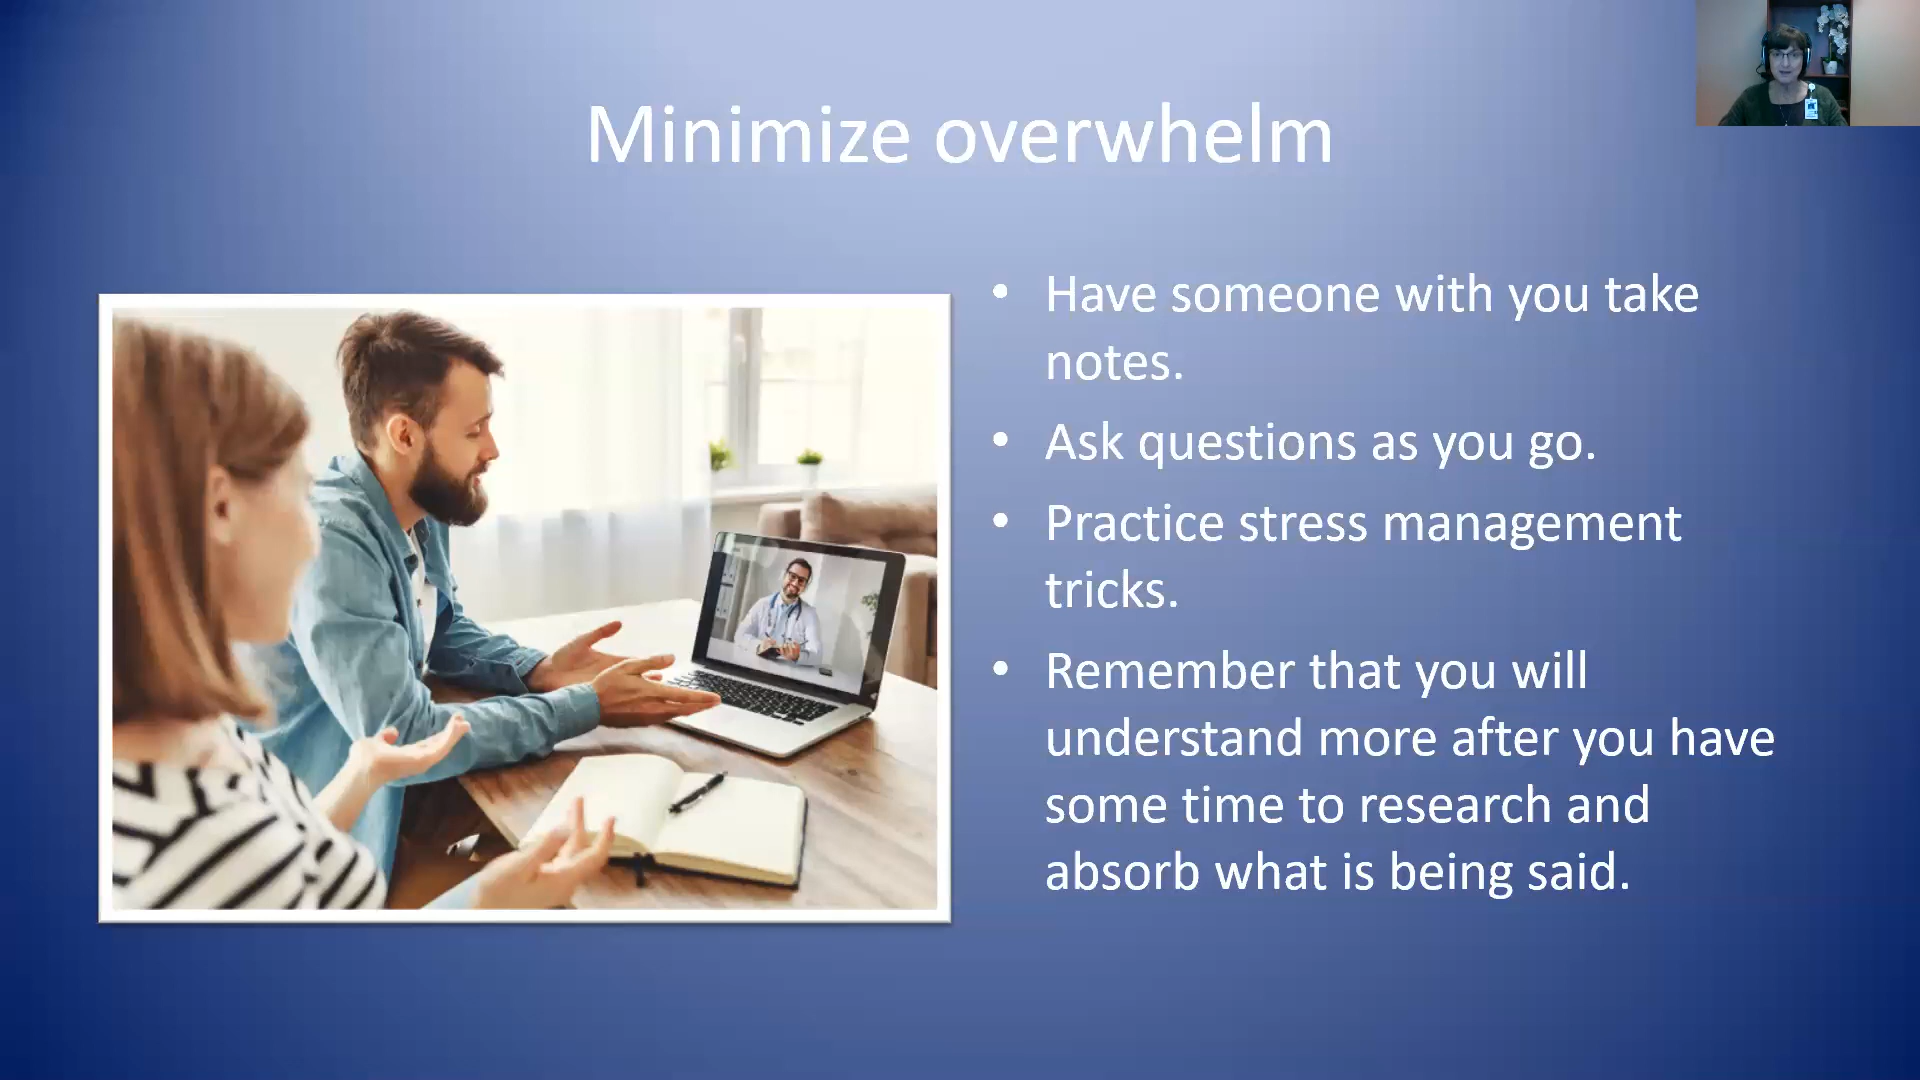 Minimize overwhelm
• Have someone with you take
notes.
• Ask questions as you go.
• Practice stress management
tricks.
• Remember that you will
understand more after you have
some time to research and
absorb what is being said.